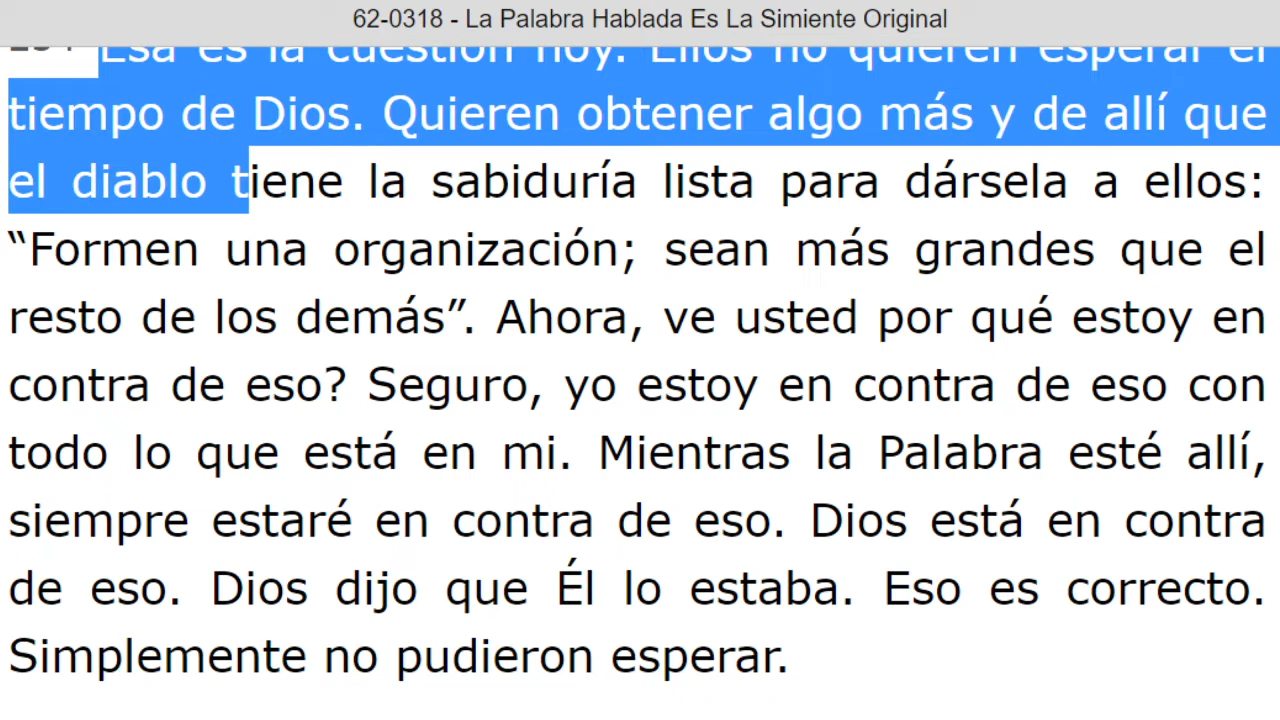 62-0318 - La Palabra Hablada Es La Simiente Original
Esa es la cuestión hoy. Ellos no quieren esperar el
tiempo de Dios. Quieren obtener algo más y de allí que
el diablo tiene la sabiduría lista para dársela a ellos:
“Formen una organización; sean más grandes que el
resto de los demás”. Ahora, ve usted por qué estoy en
contra de eso? Seguro, yo estoy en contra de eso con
todo lo que está en mi. Mientras la Palabra esté allí,
siempre estaré en contra de eso. Dios está en contra
de eso. Dios dijo que Él lo estaba. Eso es correcto.
Simplemente no pudieron esperar.